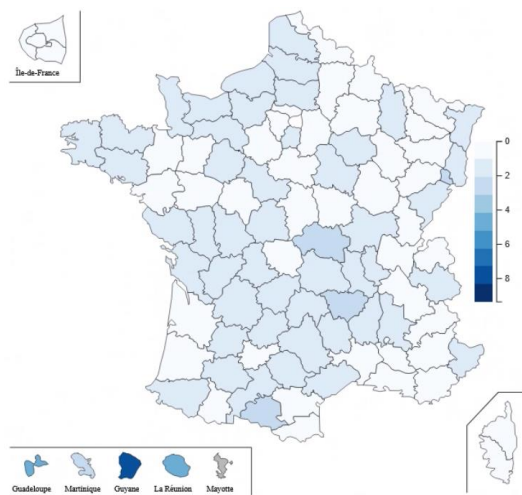 Île-de-France
0
2
4
6
8
Guadeloupe
Martinique
Guyane
La Réunion
Mayotte